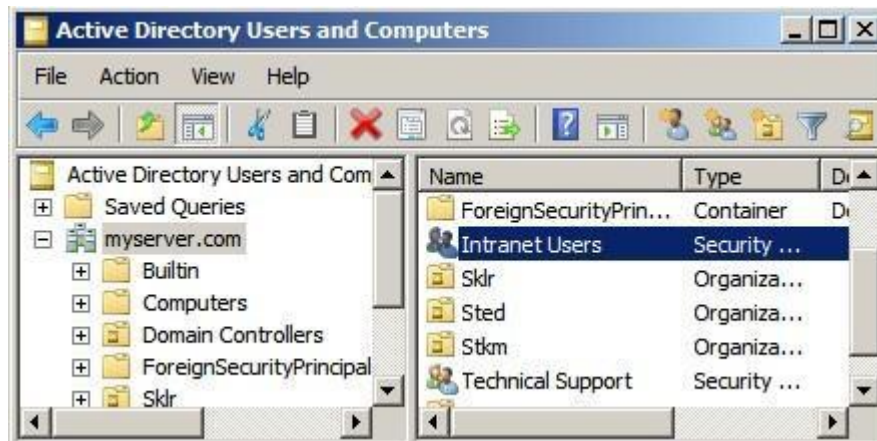 Active Directory Users and Computers
File Action View Help
Active Directory Users and Com
Saved Queries
myserver.com
Builtin
Computers
Domain Controllers
ForeignSecurityPrincipal
Sklr
Name Type D
ForeignSecurityPrin... Container D
Intranet Users Security ...
Sklr Organiza...
Sted Organiza...
Stkm Organiza...
Technical Support Security ...